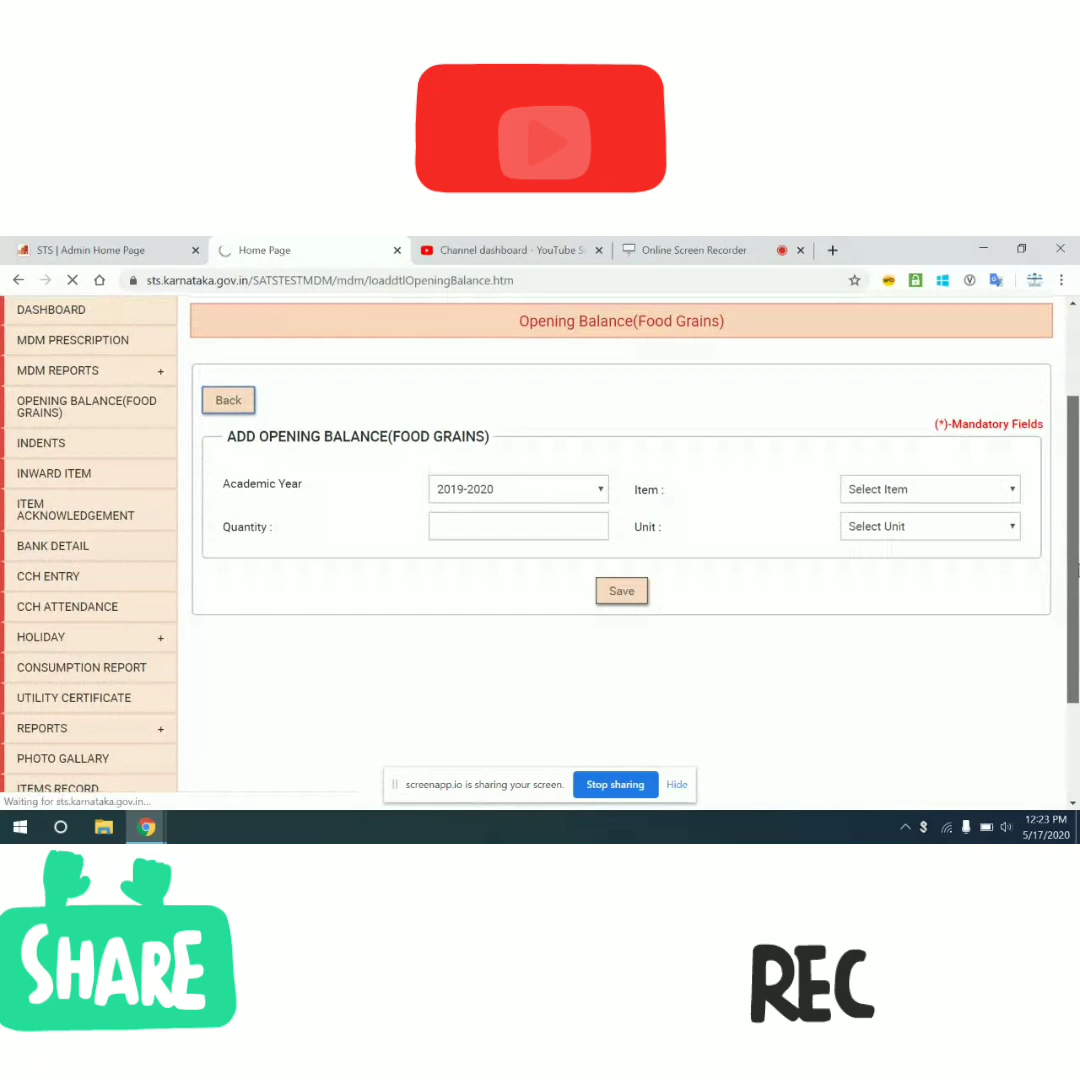 STS | Admin Home Page
Home Page
Channel dashboard - YouTube S
Online Screen Recorder
sts.karnataka.gov.in/SATSTESTMDM/mdm/loaddtlOpeningBalance.htm
DASHBOARD
MDM PRESCRIPTION
MDM REPORTS +
OPENING BALANCE(FOOD
GRAINS)
INDENTS
INWARD ITEM
ITEM
ACKNOWLEDGEMENT
BANK DETAIL
CCH ENTRY
CCH ATTENDANCE
HOLIDAY +
CONSUMPTION REPORT
UTILITY CERTIFICATE
REPORTS +
PHOTO GALLARY
ITEMS RECORD
Waiting for sts.karnataka.gov.in...
Opening Balance(Food Grains)
Back
(*)-Mandatory Fields
ADD OPENING BALANCE(FOOD GRAINS)
Academic Year 2019-2020 Item : Select Item
Quantity : Unit : Select Unit
Save
screenapp.io is sharing your screen. Stop sharing Hide
12:23 PM
5/17/2020
SHARE
REC